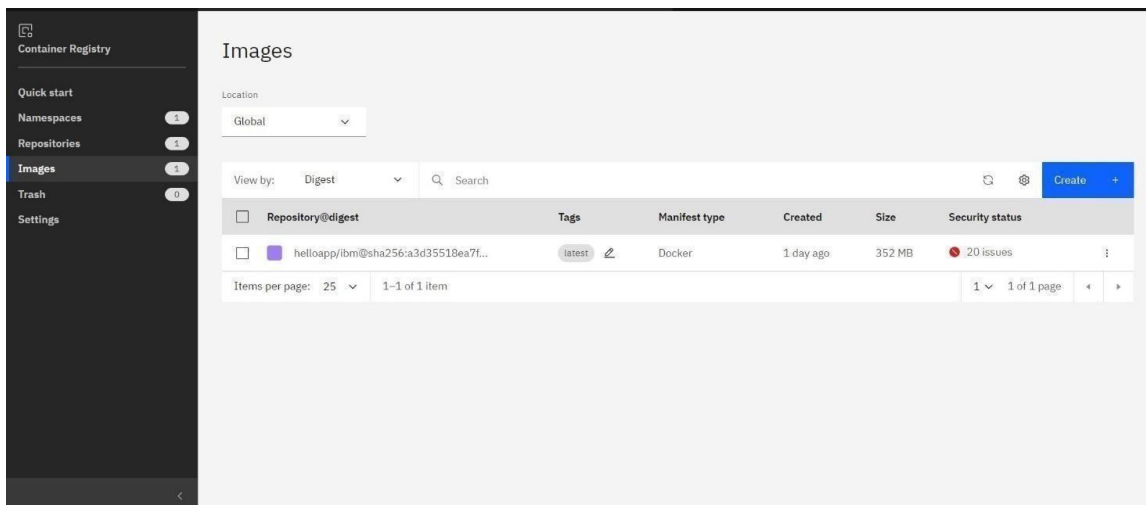 Container Registry
Quick start
Namespaces 1
Repositories 1
Images 1
Trash 0
Settings
Images
Location
Global
View by: Digest Search Create +
Repository@digest Tags Manifest type Created Size Security status
helloapp/ibm@sha256:a3d35518ea7f... latest Docker 1 day ago 352 MB 20 issues
Items per page: 25 1–1 of 1 item 1 1 of 1 page